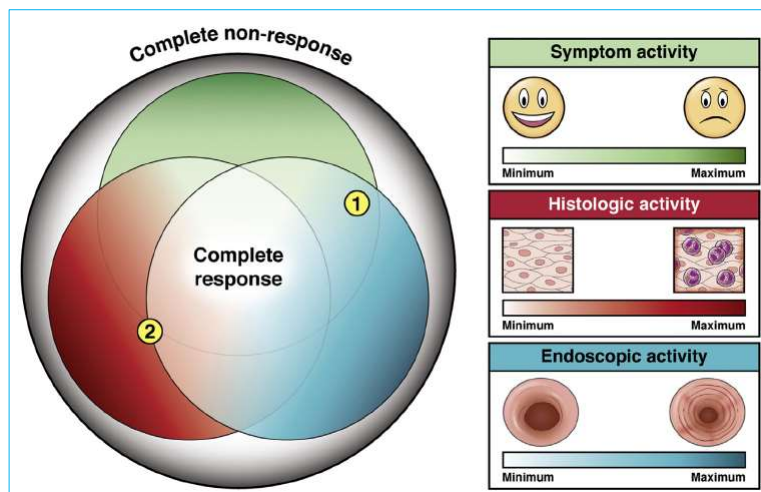 Complete non-response
1
Complete
response
2
Symptom activity
Minimum Maximum
Histologic activity
Minimum Maximum
Endoscopic activity
Minimum Maximum